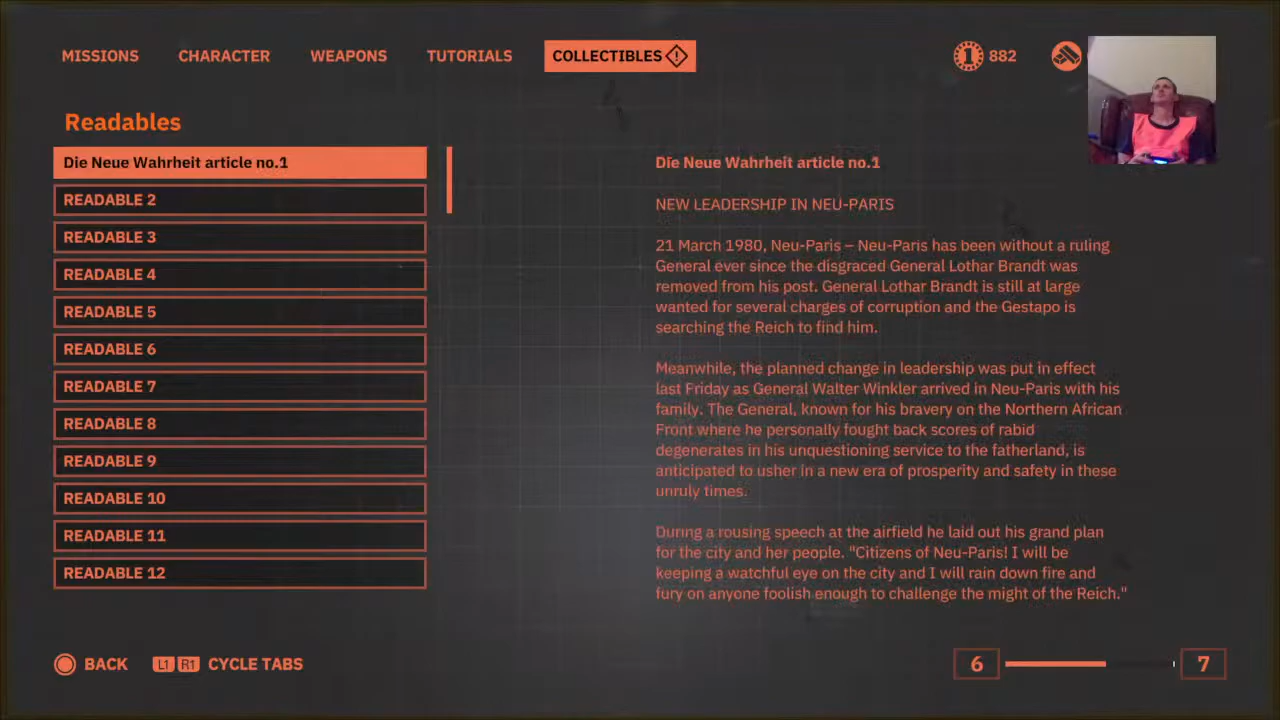 MISSIONS CHARACTER WEAPONS TUTORIALS COLLECTIBLES ! 1 882
Readables
Die Neue Wahrheit article no.1
READABLE 2
READABLE 3
READABLE 4
READABLE 5
READABLE 6
READABLE 7
READABLE 8
READABLE 9
READABLE 10
READABLE 11
READABLE 12
Die Neue Wahrheit article no.1
NEW LEADERSHIP IN NEU-PARIS
21 March 1980, Neu-Paris – Neu-Paris has been without a ruling
General ever since the disgraced General Lothar Brandt was
removed from his post. General Lothar Brandt is still at large
wanted for several charges of corruption and the Gestapo is
searching the Reich to find him.
Meanwhile, the planned change in leadership was put in effect
last Friday as General Walter Winkler arrived in Neu-Paris with his
family. The General, known for his bravery on the Northern African
Front where he personally fought back scores of rabid
degenerates in his unquestioning service to the fatherland, is
anticipated to usher in a new era of prosperity and safety in these
unruly times.
During a rousing speech at the airfield he laid out his grand plan
for the city and her people. "Citizens of Neu-Paris! I will be
keeping a watchful eye on the city and I will rain down fire and
fury on anyone foolish enough to challenge the might of the Reich."
BACK L1 R1 CYCLE TABS
6 7